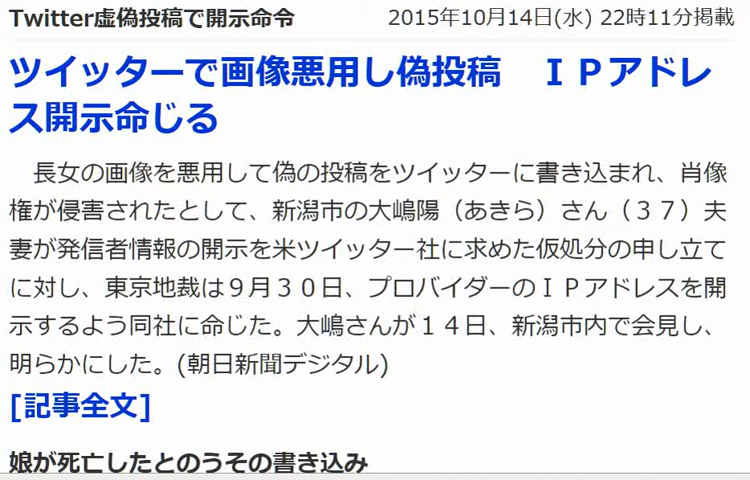 Twitter虚偽投稿で開示命令 2015年10月14日(水) 22時11分掲載
ツイッターで画像悪用し偽投稿　ＩＰアドレ
ス開示命じる
　長女の画像を悪用して偽の投稿をツイッターに書き込まれ、肖像
権が侵害されたとして、新潟市の大嶋陽（あきら）さん（３７）夫
妻が発信者情報の開示を米ツイッター社に求めた仮処分の申し立て
に対し、東京地裁は９月３０日、プロバイダーのＩＰアドレスを開
示するよう同社に命じた。大嶋さんが１４日、新潟市内で会見し、
明らかにした。(朝日新聞デジタル)
[記事全文]
娘が死亡したとのうその書き込み